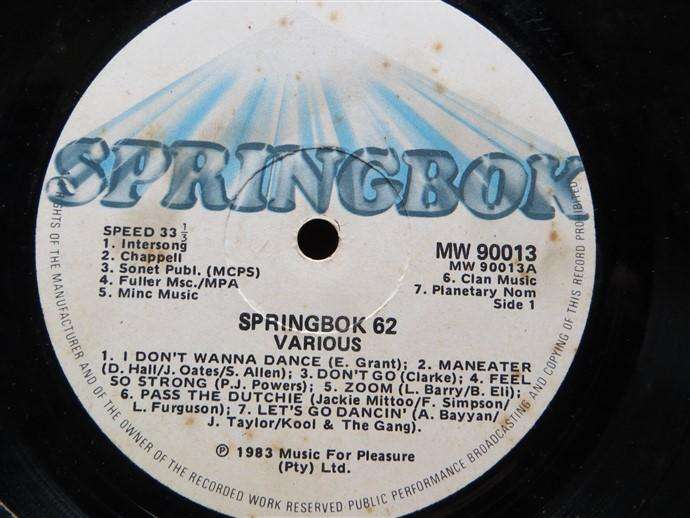 SPRINGBOK
SPEED 33 1/3
1. Intersong
2. Chappell
3. Sonet Publ. (MCPS)
4. Fuller Msc./MPA
5. Minc Music
MW 90013
MW 90013A
6. Clan Music
7. Planetary Nom
Side 1
SPRINGBOK 62
VARIOUS
1. I DON'T WANNA DANCE (E. Grant); 2. MANEATER
(D. Hall/J. Oates/S. Allen); 3. DON'T GO (Clarke); 4. FEEL
SO STRONG (P.J. Powers); 5. ZOOM (L. Barry/B. Eli);
6. PASS THE DUTCHIE (Jackie Mittoo/F. Simpson/
L. Furguson); 7. LET'S GO DANCIN' (A. Bayyan/
J. Taylor/Kool & The Gang).
℗ 1983 Music For Pleasure
(Pty) Ltd.
RIGHTS OF THE MANUFACTURER AND OF THE OWNER OF THE RECORDED WORK RESERVED PUBLIC PERFORMANCE BROADCASTING AND COPYING OF THIS RECORD PROHIBITED